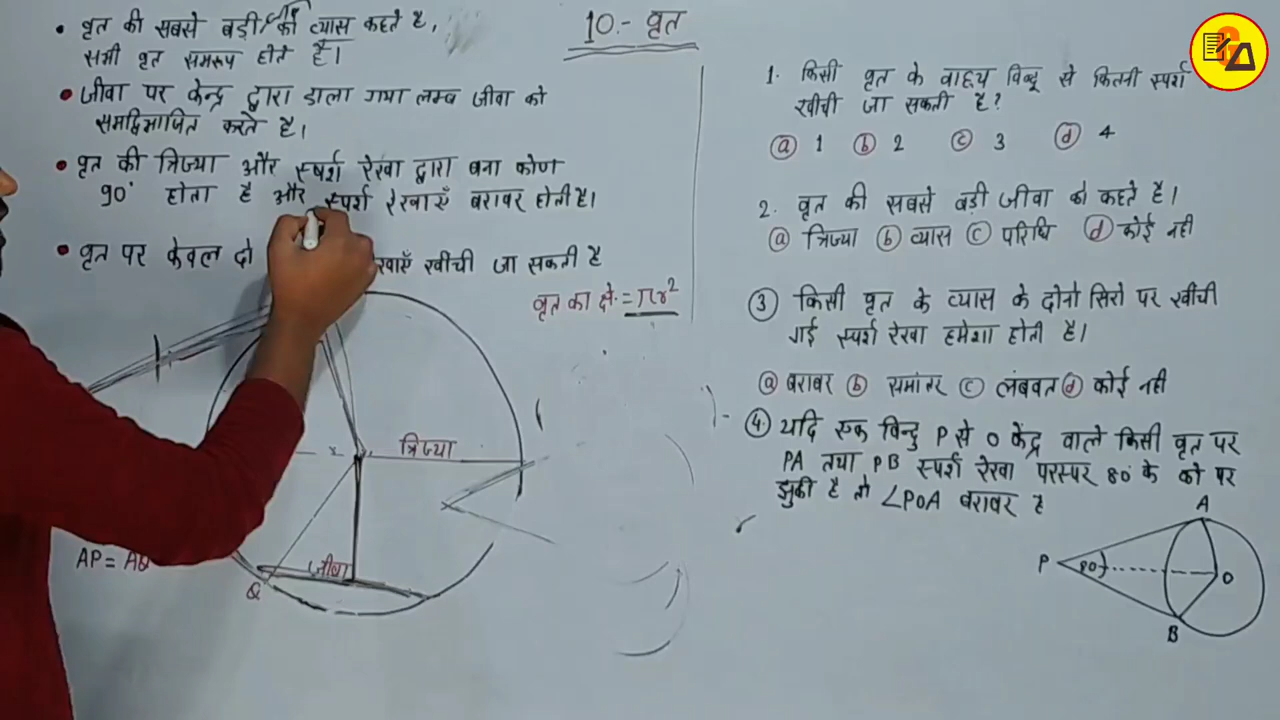 10.- वृत
• वृत की सबसे बड़ी को व्यास कहते है,
सभी वृत समरूप होते है।
• जीवा पर केन्द्र द्वारा डाला गया लम्ब जीवा को
समद्विभाजित करते है।
• वृत की त्रिज्या और स्पर्श रेखा द्वारा बना कोण
90° होता है और स्पर्श रेखाएँ बराबर होती है।
• वृत पर केवल दो खाएँ खीची जा सकती है
वृत का क्षे. = πr²
त्रिज्या
जीवा
AP = AQ
Q
1. किसी वृत के वाह्य विन्दू से कितनी स्पर्श
खीची जा सकती है?
(a) 1 (b) 2 (c) 3 (d) 4
2. वृत की सबसे बड़ी जीवा को कहते है।
(a) त्रिज्या (b) व्यास (c) परिधि (d) कोई नही
(3) किसी वृत के व्यास के दोनो सिरो पर खीची
गई स्पर्श रेखा हमेशा होती है।
(a) बराबर (b) समांतर (c) लंबवत (d) कोई नही
(4.) यदि एक विन्दु P से O केंद्र वाले किसी वृत पर
PA तथा PB स्पर्श रेखा परस्पर 80° के को पर
झुकी है तो ∠POA बराबर है
A
P 80° O
B